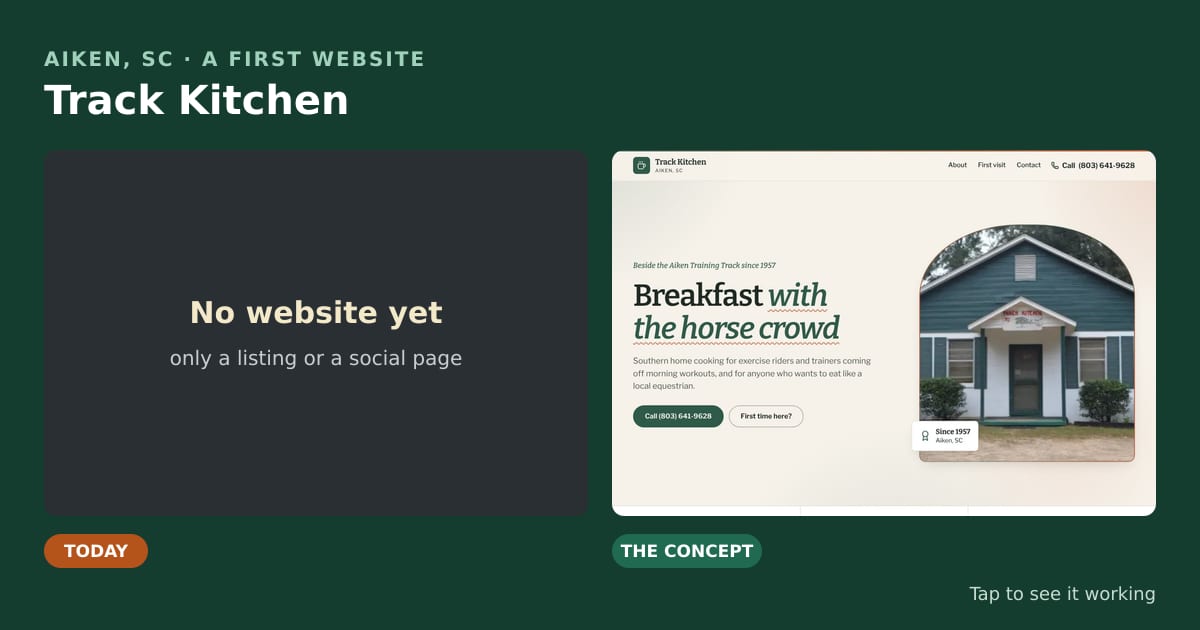 AIKEN, SC · A FIRST WEBSITE
Track Kitchen
No website yet
only a listing or a social page
TODAY
Track Kitchen
AIKEN, SC
About
First visit
Contact
Call (803) 641-9628
Beside the Aiken Training Track since 1957
Breakfast with
the horse crowd
Southern home cooking for exercise riders and trainers coming
off morning workouts, and for anyone who wants to eat like a
local equestrian.
Call (803) 641-9628
First time here?
TRACK KITCHEN
Since 1957
Aiken, SC
THE CONCEPT
Tap to see it working